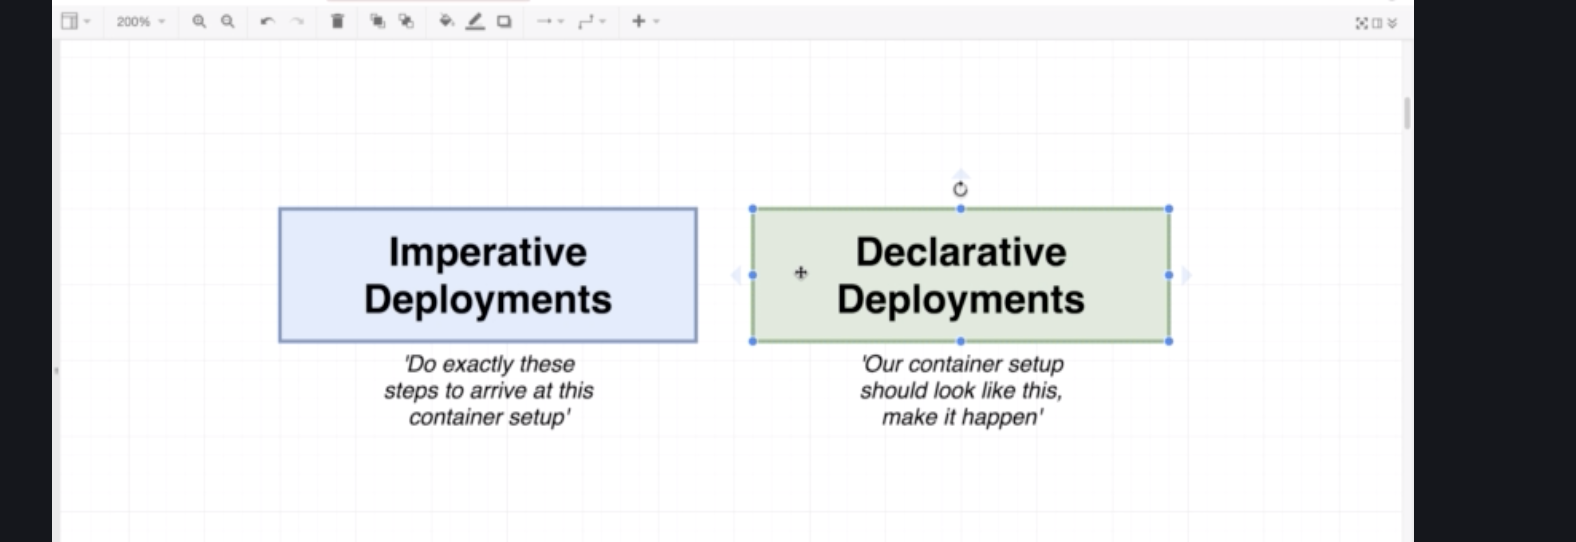 200%
Imperative
Deployments
'Do exactly these
steps to arrive at this
container setup'
Declarative
Deployments
'Our container setup
should look like this,
make it happen'